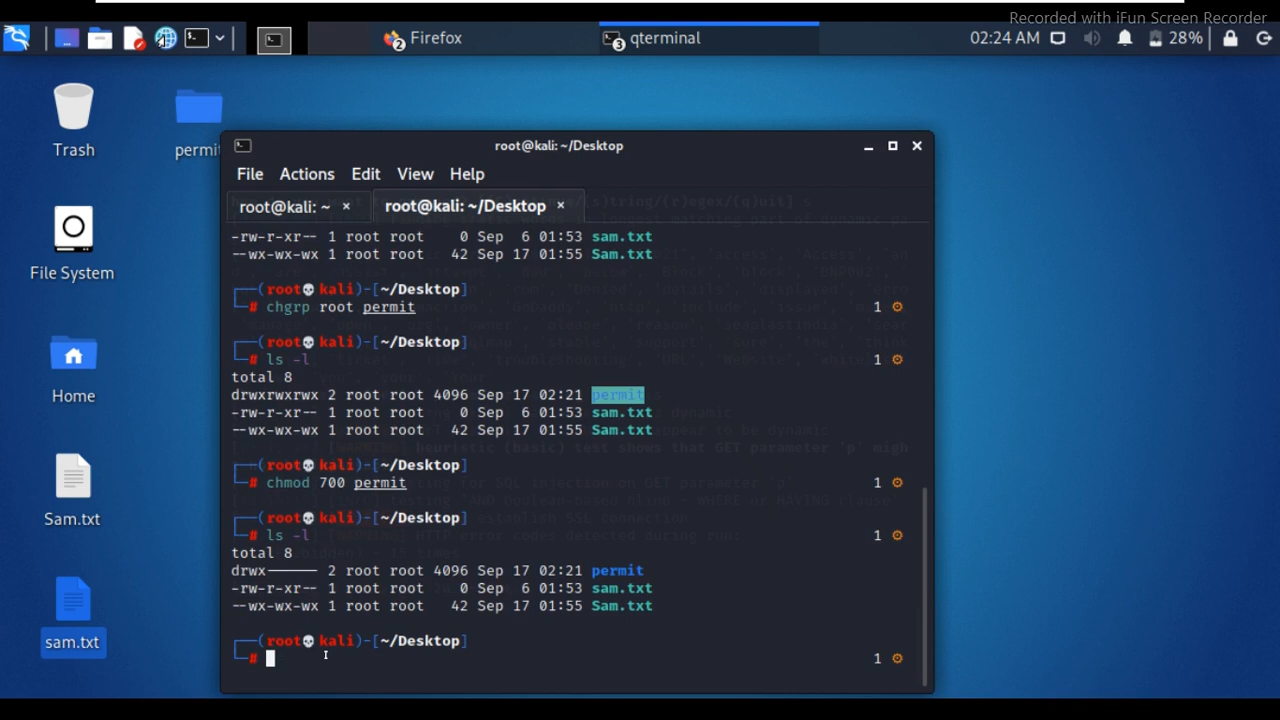 Recorded with iFun Screen Recorder
2 Firefox
3 qterminal
02:24 AM
28%
Trash
permit
File System
Home
Sam.txt
sam.txt
root@kali: ~/Desktop
File Actions Edit View Help
root@kali: ~ ×
root@kali: ~/Desktop ×
-rw-r-xr-- 1 root root 0 Sep 6 01:53 sam.txt
--wx-wx-wx 1 root root 42 Sep 17 01:55 Sam.txt
┌──(root💀kali)-[~/Desktop]
└─# chgrp root permit 1 ⚙
┌──(root💀kali)-[~/Desktop]
└─# ls -l 1 ⚙
total 8
drwxrwxrwx 2 root root 4096 Sep 17 02:21 permit
-rw-r-xr-- 1 root root 0 Sep 6 01:53 sam.txt
--wx-wx-wx 1 root root 42 Sep 17 01:55 Sam.txt
┌──(root💀kali)-[~/Desktop]
└─# chmod 700 permit 1 ⚙
┌──(root💀kali)-[~/Desktop]
└─# ls -l 1 ⚙
total 8
drwx------ 2 root root 4096 Sep 17 02:21 permit
-rw-r-xr-- 1 root root 0 Sep 6 01:53 sam.txt
--wx-wx-wx 1 root root 42 Sep 17 01:55 Sam.txt
┌──(root💀kali)-[~/Desktop]
└─# 1 ⚙